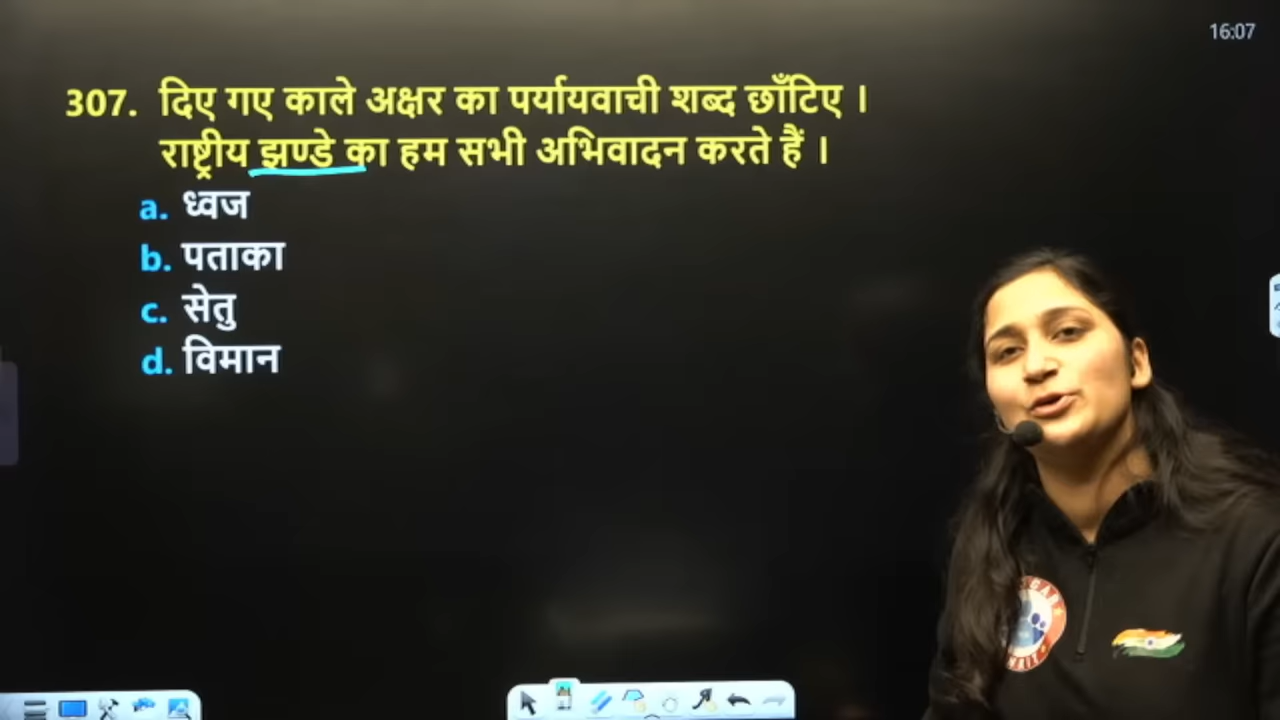 16:07
307. दिए गए काले अक्षर का पर्यायवाची शब्द छाँटिए ।
राष्ट्रीय झण्डे का हम सभी अभिवादन करते हैं ।
a. ध्वज
b. पताका
c. सेतु
d. विमान